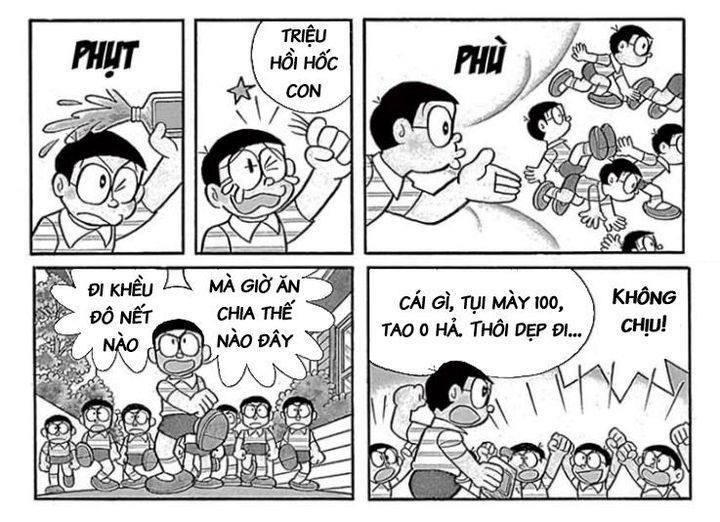 PHỤT
TRIỆU
HỒI HỐC
CON
PHÙ
ĐI KHỀU
ĐÔ NẾT
NÀO
MÀ GIỜ ĂN
CHIA THẾ
NÀO ĐÂY
CÁI GÌ, TỤI MÀY 100,
TAO 0 HẢ. THÔI DẸP ĐI...
KHÔNG
CHỊU!